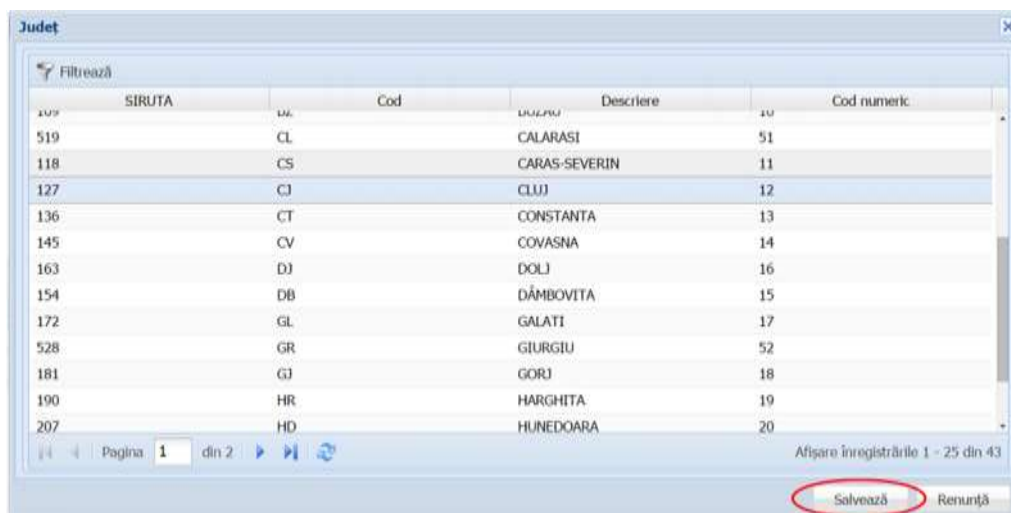 Județ
Filtrează
SIRUTA Cod Descriere Cod numeric
519 CL CALARASI 51
118 CS CARAS-SEVERIN 11
127 CJ CLUJ 12
136 CT CONSTANTA 13
145 CV COVASNA 14
163 DJ DOLJ 16
154 DB DÂMBOVITA 15
172 GL GALATI 17
528 GR GIURGIU 52
181 GJ GORJ 18
190 HR HARGHITA 19
207 HD HUNEDOARA 20
Pagina 1 din 2 Afișare înregistrările 1 - 25 din 43
Salvează Renunță